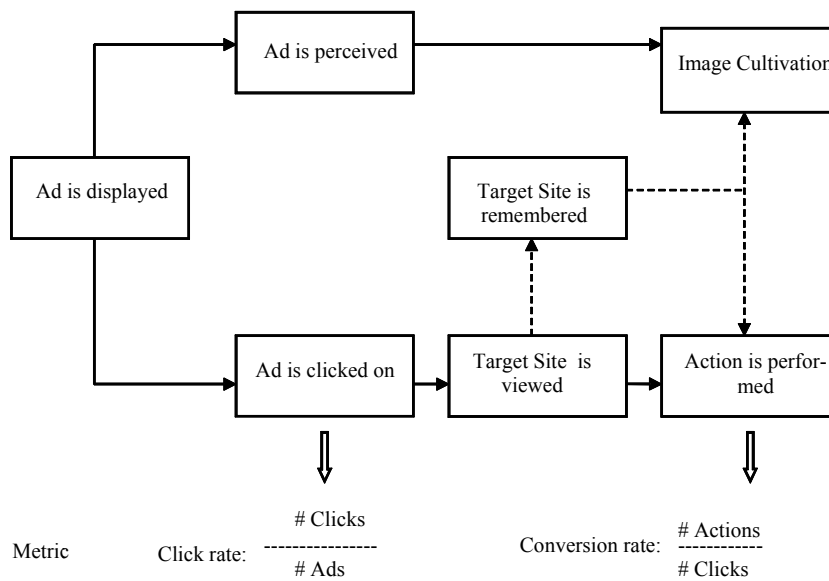 Ad is perceived
Image Cultivation
Ad is displayed
Target Site is
remembered
Ad is clicked on
Target Site is
viewed
Action is perfor-
med
Metric
Click rate:
# Clicks
------------------
# Ads
Conversion rate:
# Actions
-------------
# Clicks